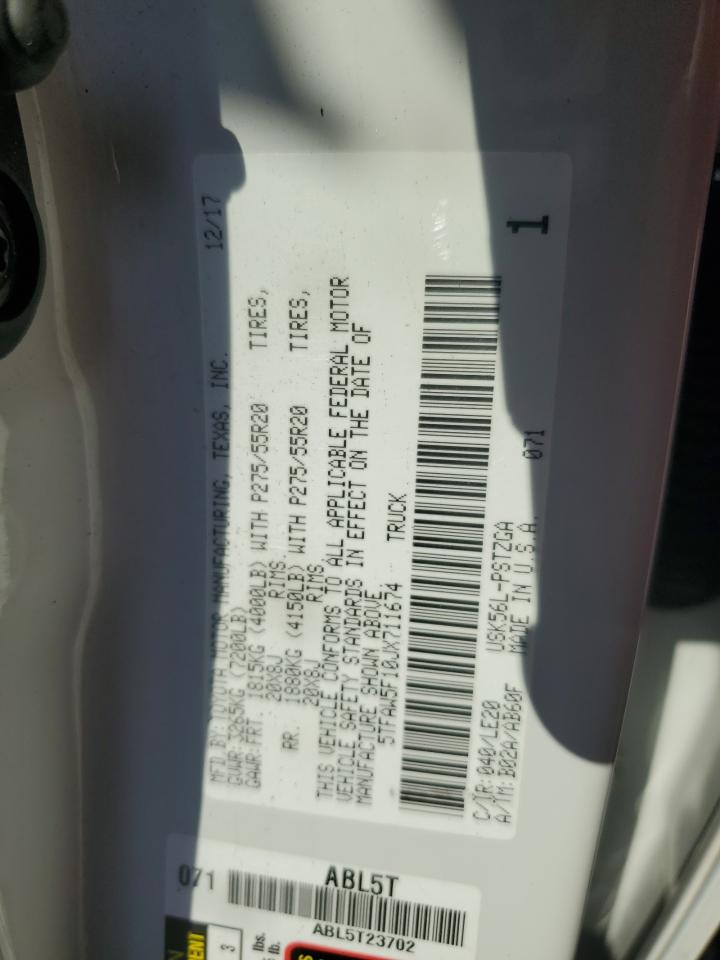 MFD. BY: TOYOTA MOTOR MANUFACTURING, TEXAS, INC. 12/17
GVWR: 3265KG (7200LB)
GAWR: FRT. 1815KG (4000LB) WITH P275/55R20 TIRES,
20X8J RIMS.
RR. 1880KG (4150LB) WITH P275/55R20 TIRES,
20X8J RIMS.
THIS VEHICLE CONFORMS TO ALL APPLICABLE FEDERAL MOTOR
VEHICLE SAFETY STANDARDS IN EFFECT ON THE DATE OF
MANUFACTURE SHOWN ABOVE
5TFAW5F10JX711674 TRUCK
C/TR: 040/LE20 USK56L-PSTZGA
A/TM: B02A/AB60F MADE IN U.S.A. 071
1
071 ABL5T
ABL5T23702
3
lbs.
lb.